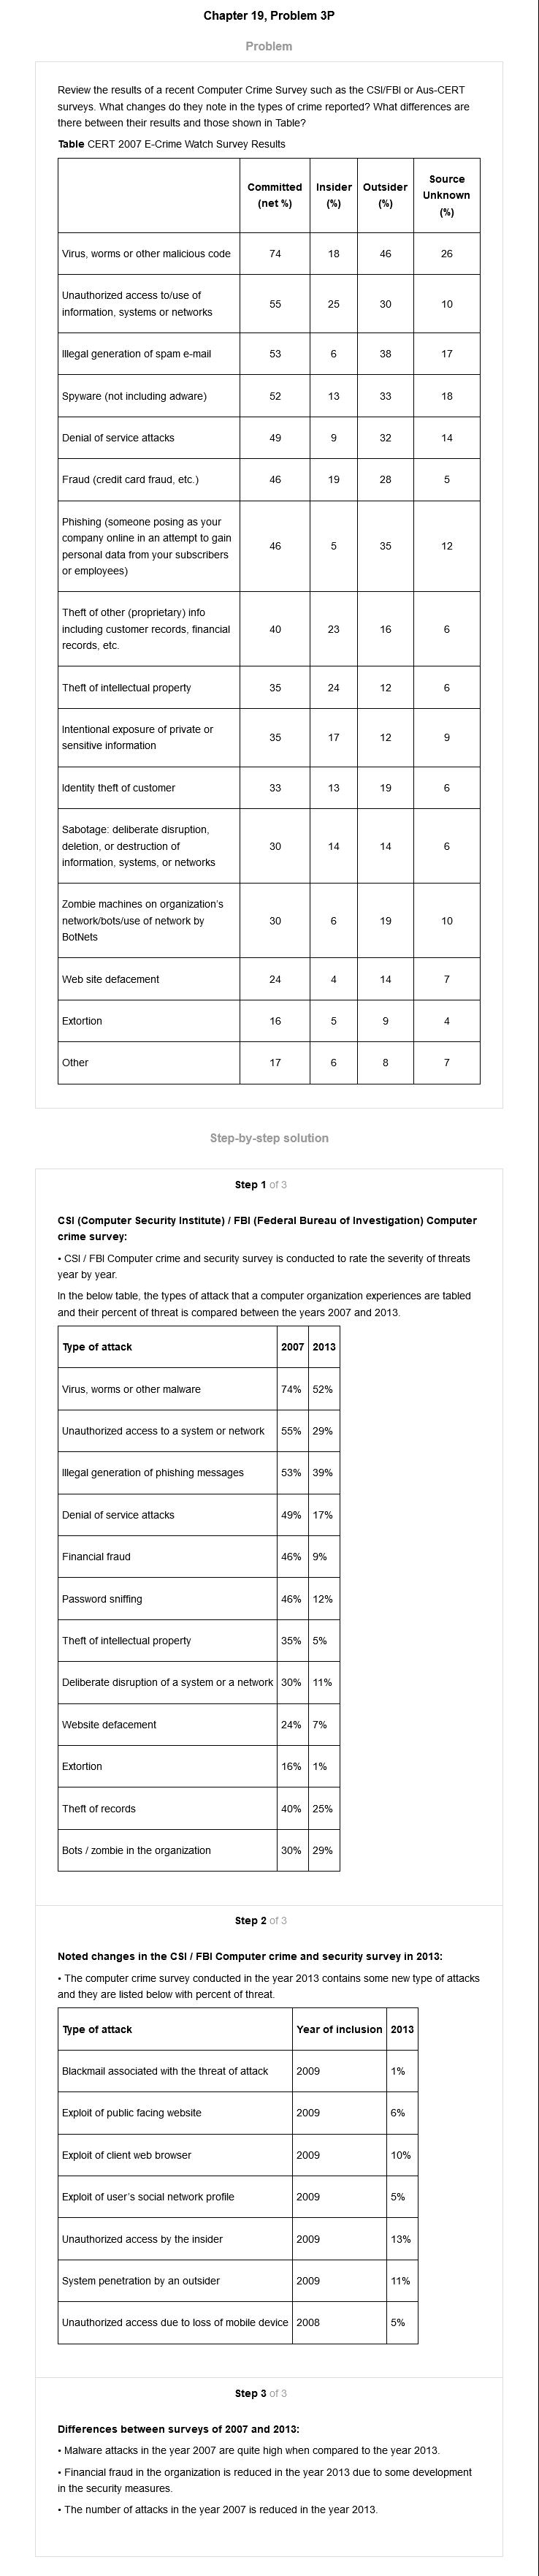 Chapter 19, Problem 3P
Problem
Review the results of a recent Computer Crime Survey such as the CSI/FBI or Aus-CERT
surveys. What changes do they note in the types of crime reported? What differences are
there between their results and those shown in Table?
Table CERT 2007 E-Crime Watch Survey Results
Committed (net %) Insider (%) Outsider (%) Source Unknown (%)
Virus, worms or other malicious code 74 18 46 26
Unauthorized access to/use of
information, systems or networks 55 25 30 10
Illegal generation of spam e-mail 53 6 38 17
Spyware (not including adware) 52 13 33 18
Denial of service attacks 49 9 32 14
Fraud (credit card fraud, etc.) 46 19 28 5
Phishing (someone posing as your
company online in an attempt to gain
personal data from your subscribers
or employees) 46 5 35 12
Theft of other (proprietary) info
including customer records, financial
records, etc. 40 23 16 6
Theft of intellectual property 35 24 12 6
Intentional exposure of private or
sensitive information 35 17 12 9
Identity theft of customer 33 13 19 6
Sabotage: deliberate disruption,
deletion, or destruction of
information, systems, or networks 30 14 14 6
Zombie machines on organization's
network/bots/use of network by
BotNets 30 6 19 10
Web site defacement 24 4 14 7
Extortion 16 5 9 4
Other 17 6 8 7
Step-by-step solution
Step 1 of 3
CSI (Computer Security Institute) / FBI (Federal Bureau of Investigation) Computer
crime survey:
• CSI / FBI Computer crime and security survey is conducted to rate the severity of threats
year by year.
In the below table, the types of attack that a computer organization experiences are tabled
and their percent of threat is compared between the years 2007 and 2013.
Type of attack 2007 2013
Virus, worms or other malware 74% 52%
Unauthorized access to a system or network 55% 29%
Illegal generation of phishing messages 53% 39%
Denial of service attacks 49% 17%
Financial fraud 46% 9%
Password sniffing 46% 12%
Theft of intellectual property 35% 5%
Deliberate disruption of a system or a network 30% 11%
Website defacement 24% 7%
Extortion 16% 1%
Theft of records 40% 25%
Bots / zombie in the organization 30% 29%
Step 2 of 3
Noted changes in the CSI / FBI Computer crime and security survey in 2013:
• The computer crime survey conducted in the year 2013 contains some new type of attacks
and they are listed below with percent of threat.
Type of attack Year of inclusion 2013
Blackmail associated with the threat of attack 2009 1%
Exploit of public facing website 2009 6%
Exploit of client web browser 2009 10%
Exploit of user's social network profile 2009 5%
Unauthorized access by the insider 2009 13%
System penetration by an outsider 2009 11%
Unauthorized access due to loss of mobile device 2008 5%
Step 3 of 3
Differences between surveys of 2007 and 2013:
• Malware attacks in the year 2007 are quite high when compared to the year 2013.
• Financial fraud in the organization is reduced in the year 2013 due to some development
in the security measures.
• The number of attacks in the year 2007 is reduced in the year 2013.